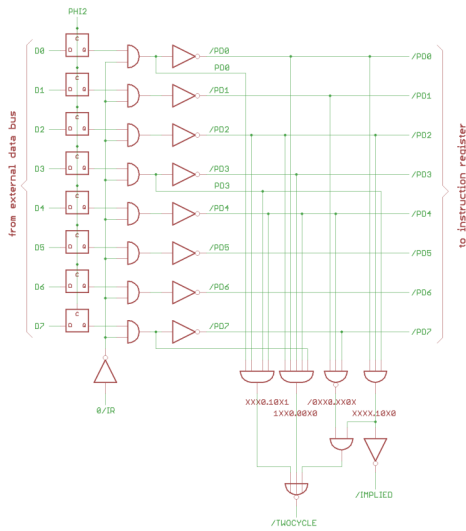 PHI2
D0
C
D Q
/PD0
/PD0
PD0
D1
C
D Q
/PD1
/PD1
D2
C
D Q
/PD2
/PD2
D3
C
D Q
/PD3
/PD3
PD3
D4
C
D Q
/PD4
/PD4
D5
C
D Q
/PD5
/PD5
D6
C
D Q
/PD6
/PD6
D7
C
D Q
/PD7
/PD7
from external data bus
to instruction register
0/IR
XXX0.10X1
/0XX0.XX0X
1XX0.00X0
XXXX.10X0
/IMPLIED
/TWOCYCLE